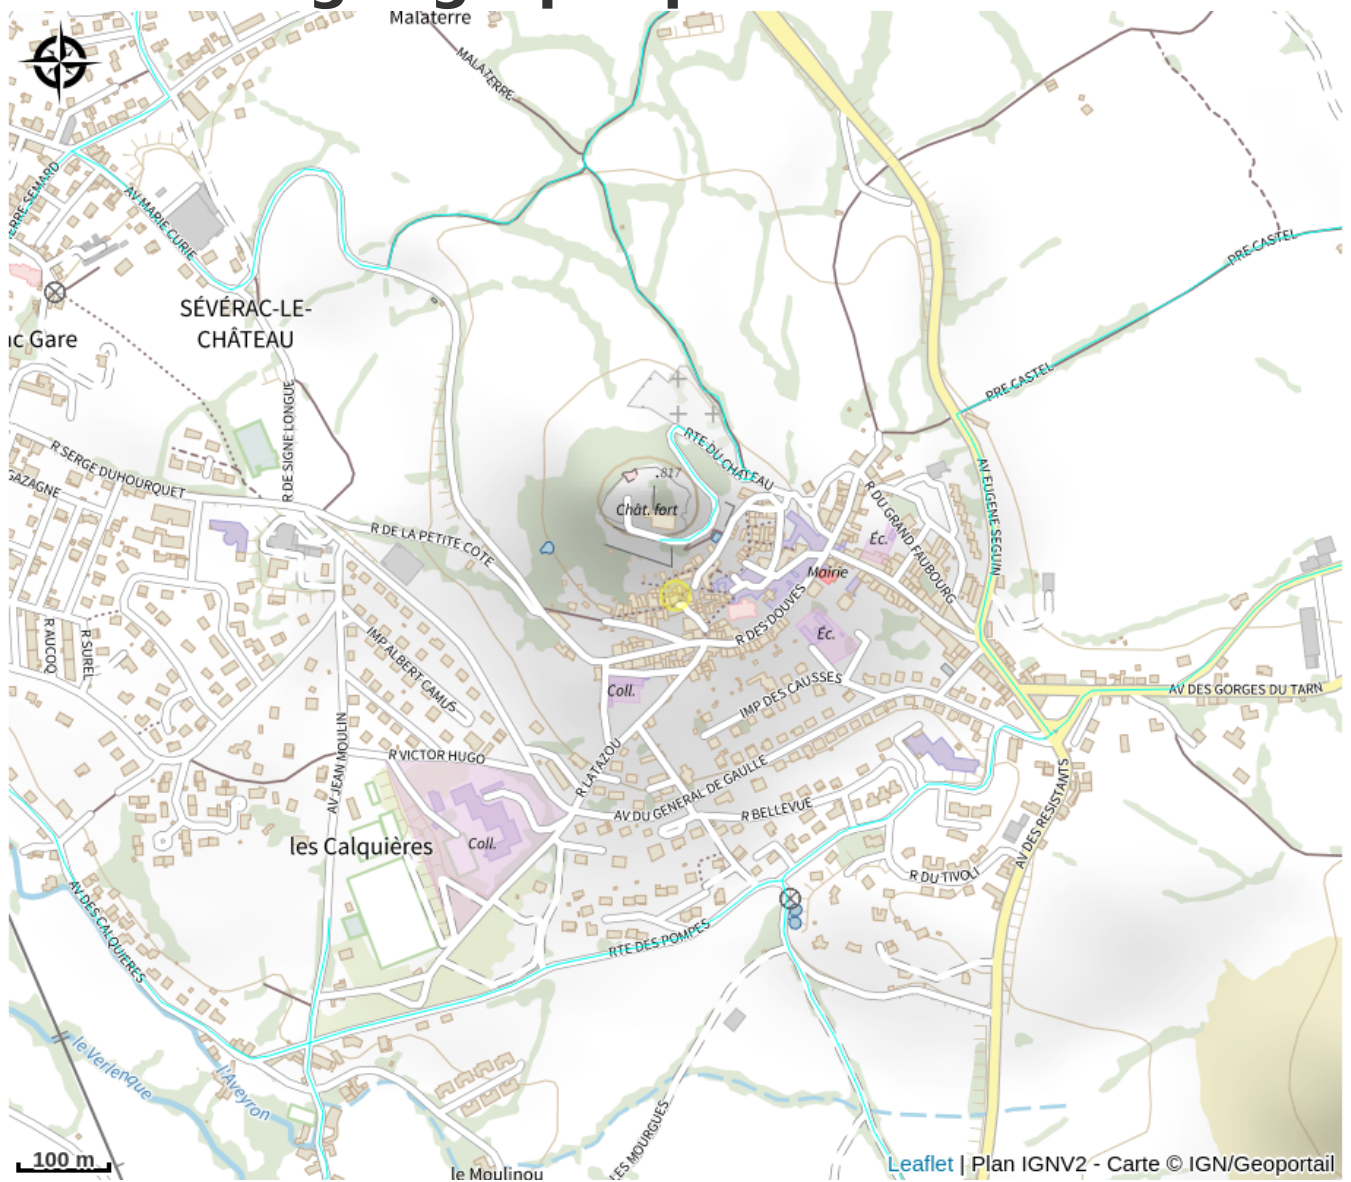 Malaterre
MALATERRE
PRE CASTEL
AV MARIE CURIE
SÉVÉRAC-LE-
CHÂTEAU
PRE CASTEL
R DE SIGNE LONGUE
R SERGE DUHOURQUET
RTE DU CHATEAU
817
Chât. fort
R DU GRAND FAUBOURG
AV EUGENE SEGUIN
Éc.
R DE LA PETITE COTE
Mairie
R DES DOUVES
Éc.
R AUCOQ
R SUREL
IMP ALBERT CAMUS
Coll.
IMP DES CAUSSES
AV DES GORGES DU TARN
AV JEAN MOULIN
R VICTOR HUGO
R LATAZOU
AV DU GENERAL DE GAULLE
R BELLEVUE
AV DES RESISTANTS
les Calquières
Coll.
R DU TIVOLI
AV DES CALQUIERES
RTE DES POMPES
le Verlenque
l'Aveyron
LES MOURGUES
100 m
le Moulinou
Leaflet | Plan IGNV2 - Carte © IGN/Geoportail